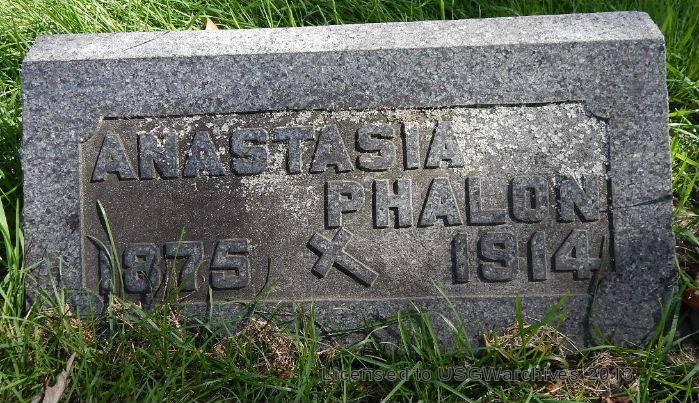 ANASTASIA
PHALON
1875 1914
Licensed to USGWarchives 2013